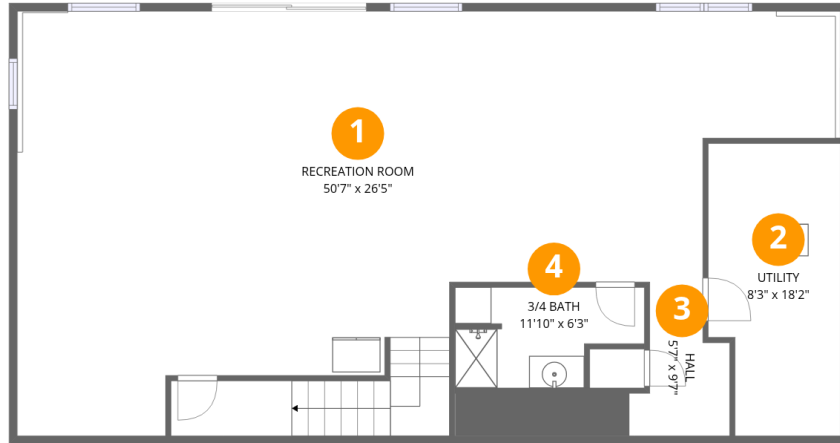 1
RECREATION ROOM
50'7" x 26'5"
2
UTILITY
8'3" x 18'2"
4
3/4 BATH
11'10" x 6'3"
3
HALL
5'7" x 9'7"